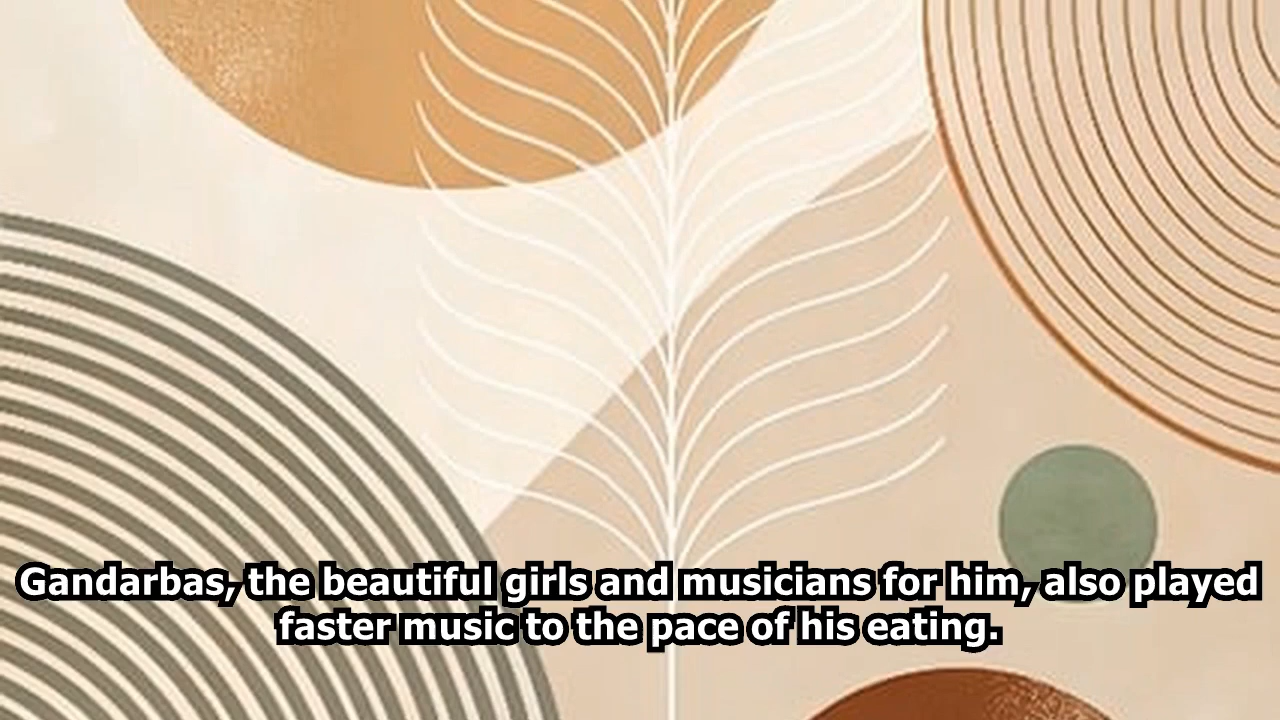 Gandarbas, the beautiful girls and musicians for him, also played
faster music to the pace of his eating.